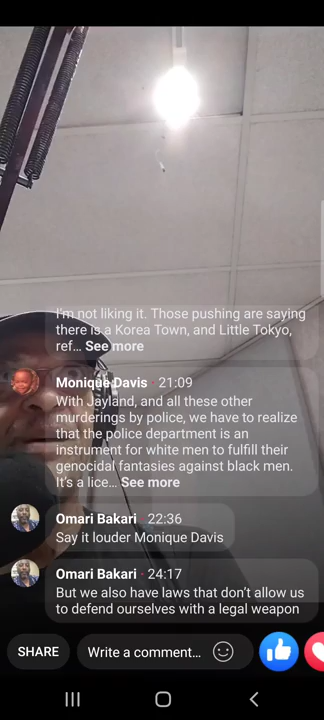 I'm not liking it. Those pushing are saying
there is a Korea Town, and Little Tokyo,
ref... See more
Monique Davis · 21:09
With Jayland, and all these other
murderings by police, we have to realize
that the police department is an
instrument for white men to fulfill their
genocidal fantasies against black men.
It's a lice... See more
Omari Bakari · 22:36
Say it louder Monique Davis
Omari Bakari · 24:17
But we also have laws that don't allow us
to defend ourselves with a legal weapon
SHARE
Write a comment...